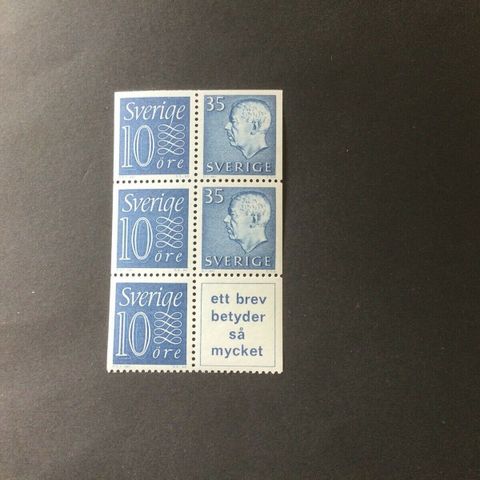 Sverige
10
öre
35
SVERIGE
Sverige
10
öre
35
SVERIGE
Sverige
10
öre
ett brev
betyder
så
mycket